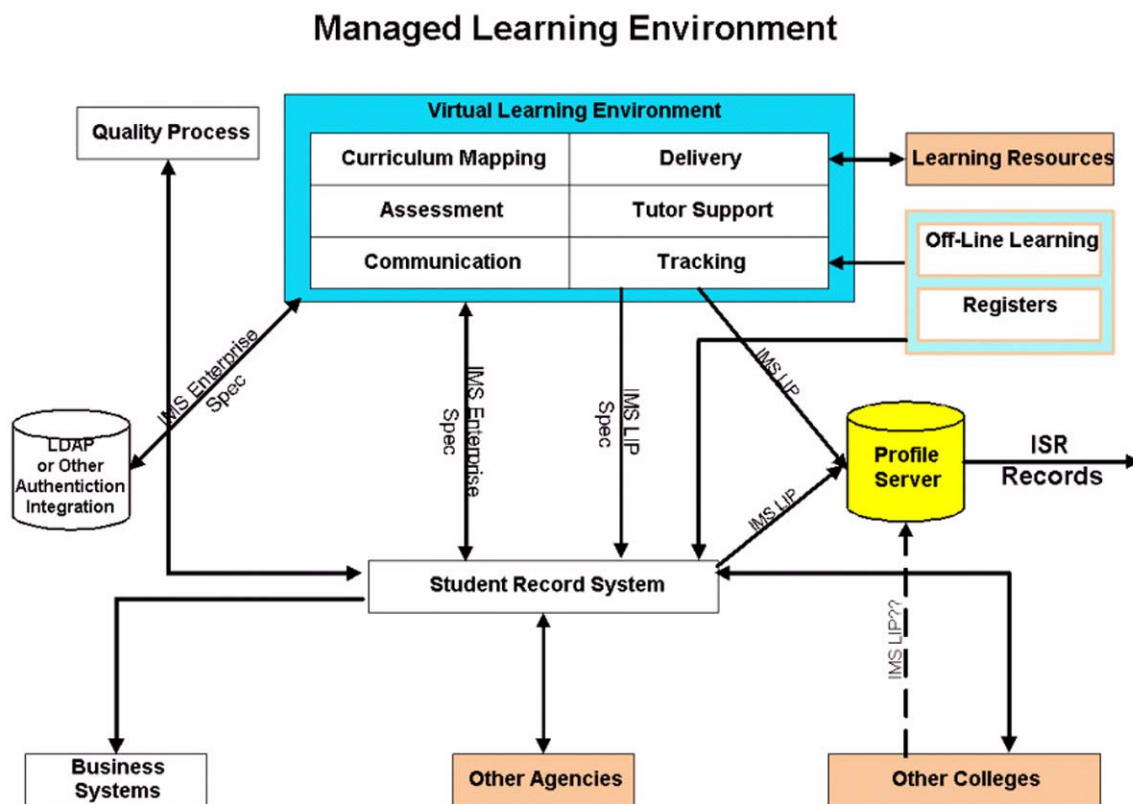 Managed Learning Environment
Quality Process
Virtual Learning Environment
Curriculum Mapping
Delivery
Assessment
Tutor Support
Communication
Tracking
Learning Resources
Off-Line Learning
Registers
IMS Enterprise
Spec
IMS Enterprise
Spec
IMS LIP
Spec
IMS LIP
LDAP
or Other
Authentiction
Integration
Profile
Server
ISR
Records
IMS LIP
Student Record System
IMS LIP??
Business
Systems
Other Agencies
Other Colleges